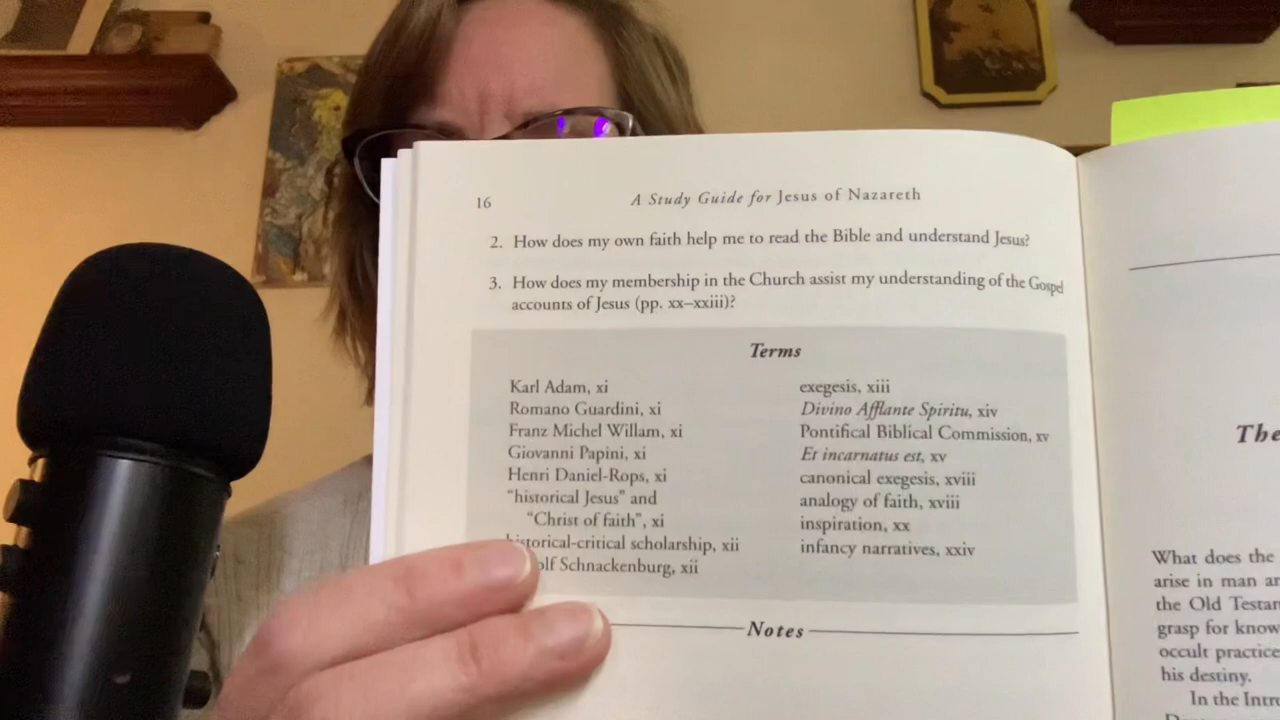 16
A Study Guide for Jesus of Nazareth
2. How does my own faith help me to read the Bible and understand Jesus?
3. How does my membership in the Church assist my understanding of the Gospel
accounts of Jesus (pp. xx–xxiii)?
Terms
Karl Adam, xi
Romano Guardini, xi
Franz Michel Willam, xi
Giovanni Papini, xi
Henri Daniel-Rops, xi
“historical Jesus” and
“Christ of faith”, xi
historical-critical scholarship, xii
olf Schnackenburg, xii
exegesis, xiii
Divino Afflante Spiritu, xiv
Pontifical Biblical Commission, xv
Et incarnatus est, xv
canonical exegesis, xviii
analogy of faith, xviii
inspiration, xx
infancy narratives, xxiv
Notes
The
What does the
arise in man
the Old
grasp for know
occult practice
his destiny.
In the